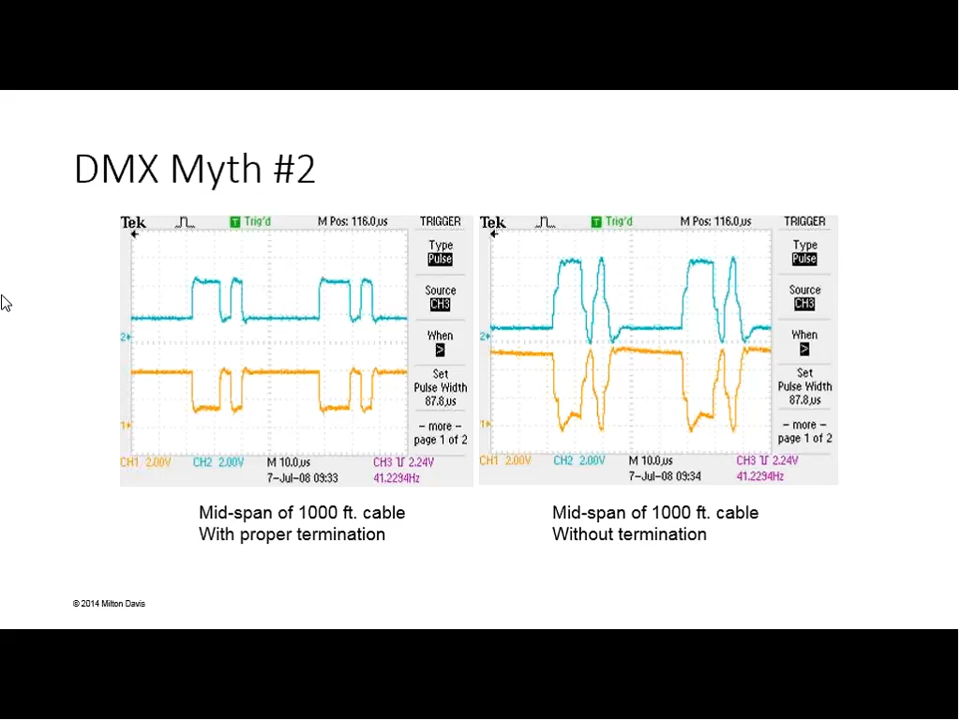 DMX Myth #2
Tek T Trig'd M Pos: 116.0µs TRIGGER
Type
Pulse
Source
CH3
When
>
Set
Pulse Width
87.8µs
2
1
– more –
page 1 of 2
CH1 2.00V CH2 2.00V M 10.0µs CH3 2.24V
7-Jul-08 09:33 41.2294Hz
Mid-span of 1000 ft. cable
With proper termination
Tek T Trig'd M Pos: 116.0µs TRIGGER
Type
Pulse
Source
CH3
When
>
Set
Pulse Width
87.8µs
2
1
– more –
page 1 of 2
CH1 2.00V CH2 2.00V M 10.0µs CH3 2.24V
7-Jul-08 09:34 41.2294Hz
Mid-span of 1000 ft. cable
Without termination
© 2014 Milton Davis